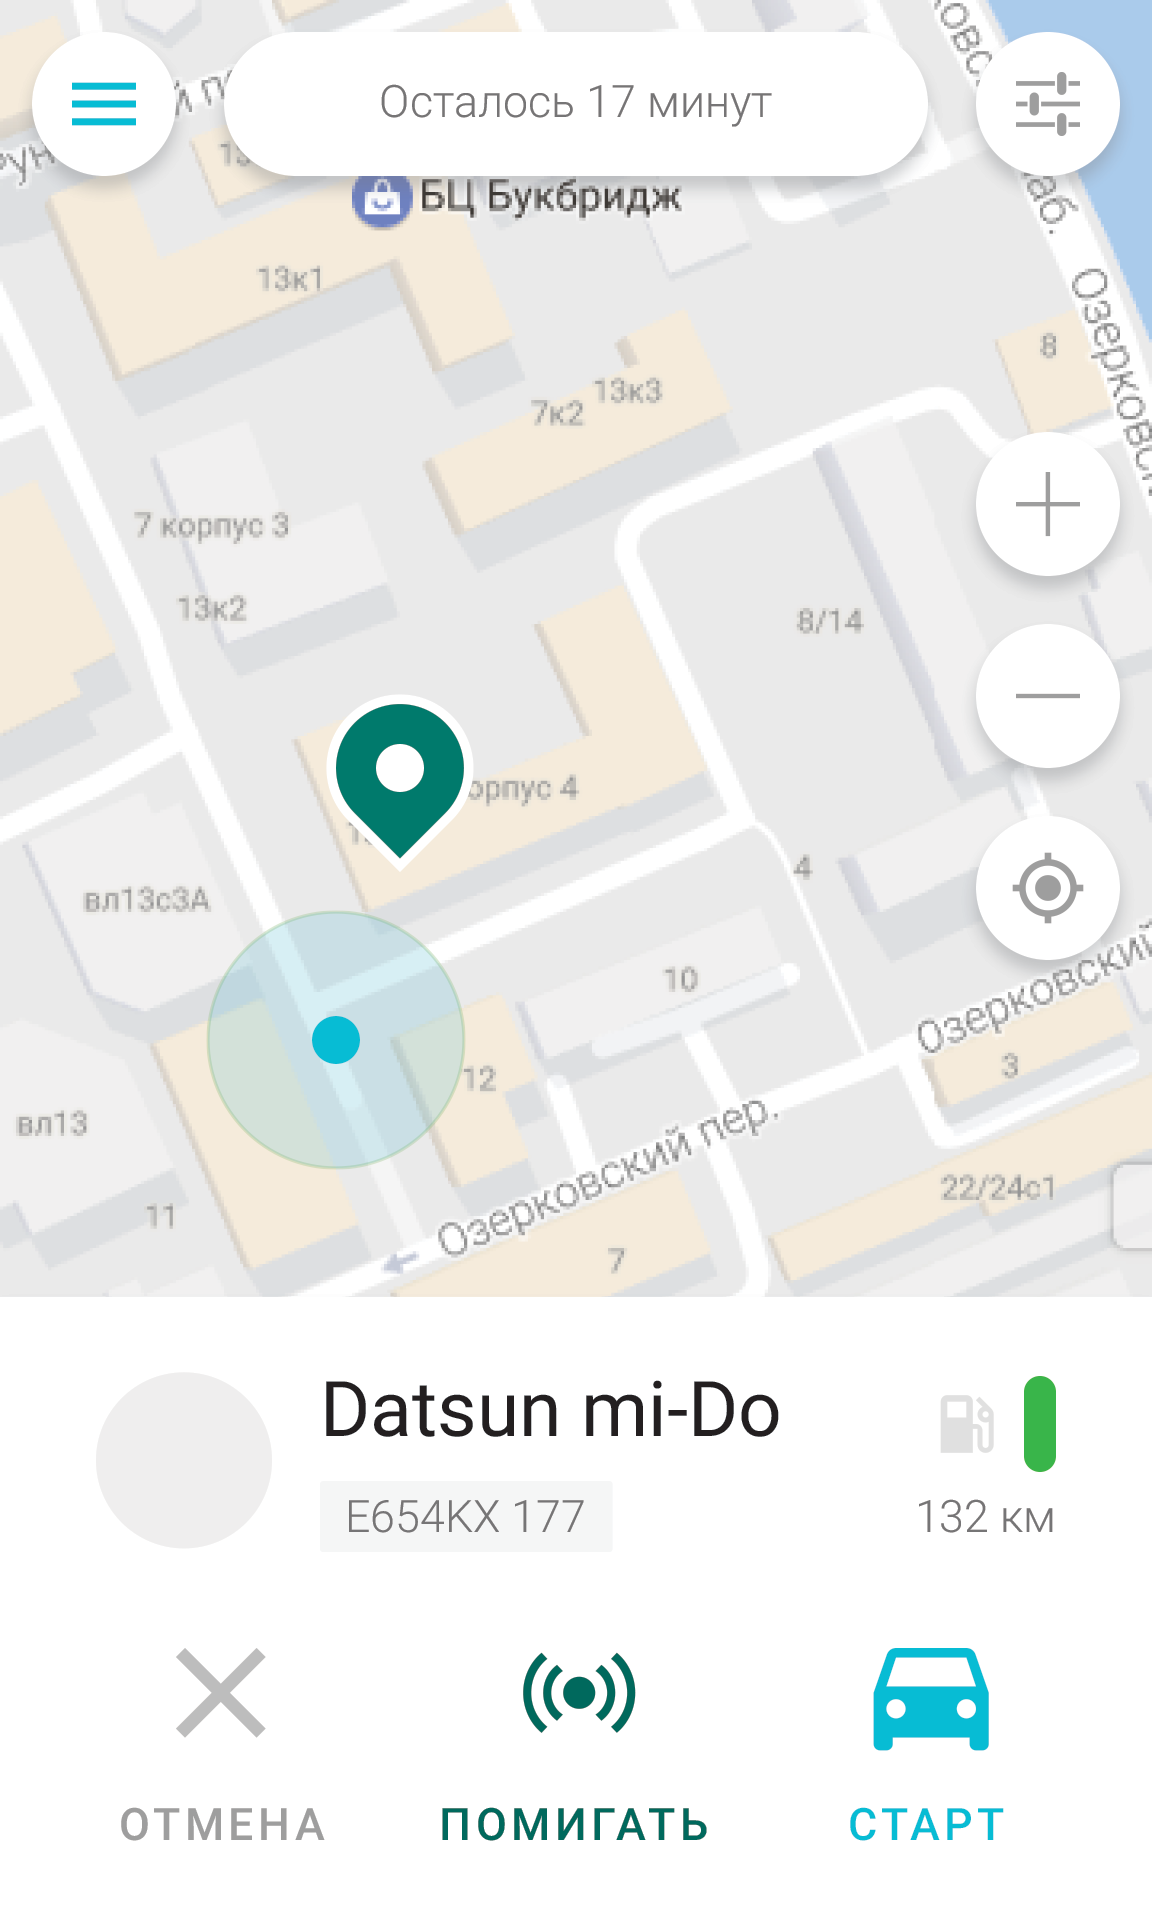 Осталось 17 минут
БЦ Букбридж
наб.
13к1
Озерковск
8
13к3
7к2
7 корпус 3
13к2
8/14
орпус 4
4
вл13с3А
10
Озерковский
3
12
вл13
Озерковский пер.
22/24с1
11
7
Datsun mi-Do
Е654КХ 177
132 км
ОТМЕНА
ПОМИГАТЬ
СТАРТ